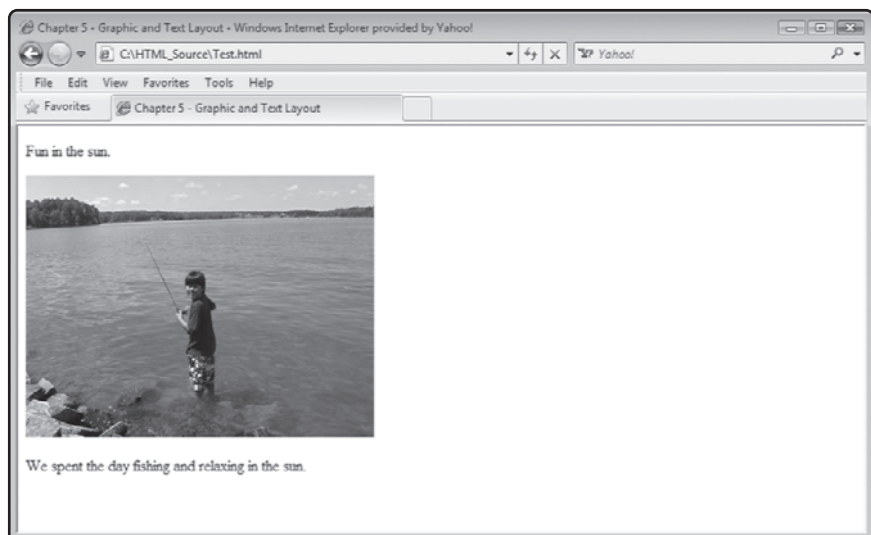 Chapter 5 - Graphic and Text Layout - Windows Internet Explorer provided by Yahoo!
C:\HTML_Source\Test.html
Yahoo!
File Edit View Favorites Tools Help
Favorites
Chapter 5 - Graphic and Text Layout
Fun in the sun.
We spent the day fishing and relaxing in the sun.